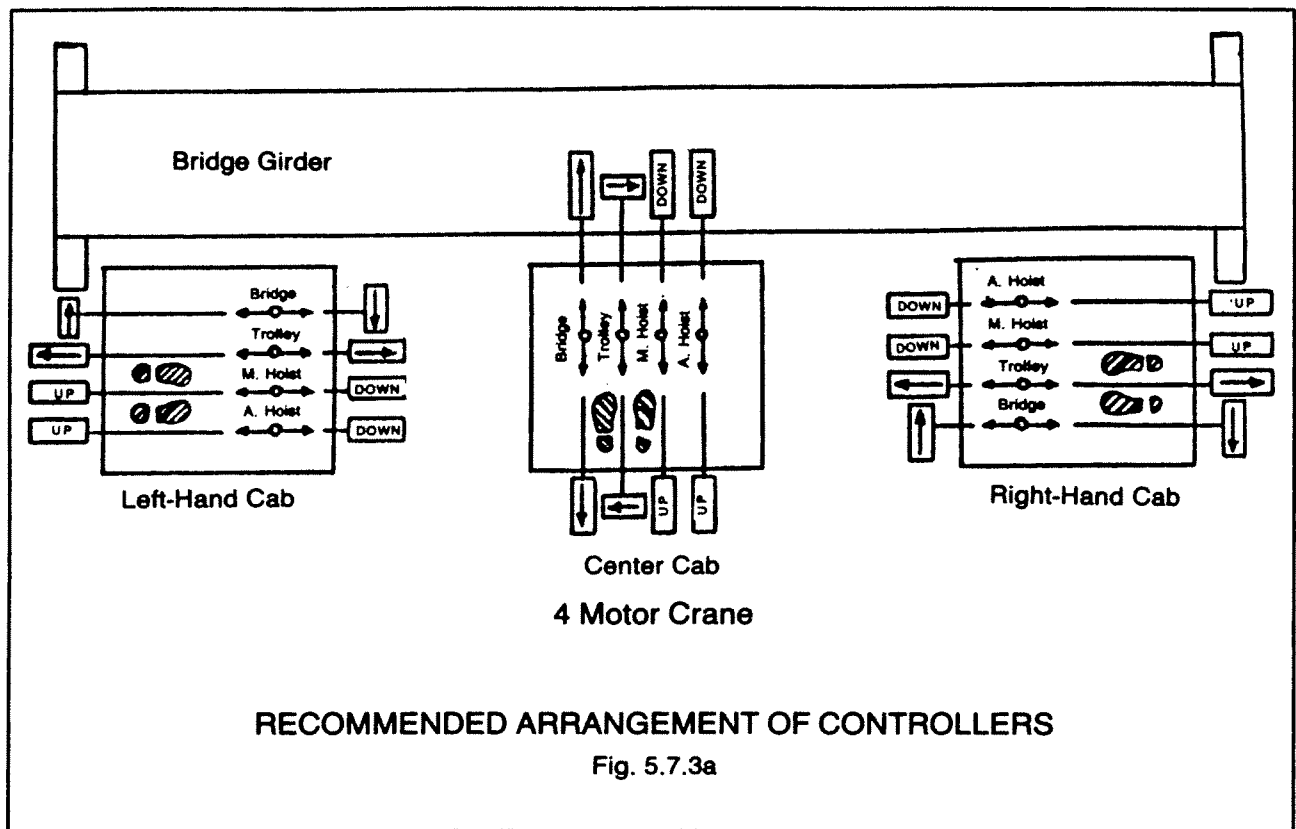 Bridge Girder
DOWN
DOWN
Bridge
Trolley
M. Hoist
A. Hoist
UP
UP
DOWN
DOWN
Left-Hand Cab
Bridge
Trolley
M. Hoist
A. Hoist
UP
UP
Center Cab
A. Hoist
M. Hoist
Trolley
Bridge
DOWN
DOWN
UP
UP
Right-Hand Cab
4 Motor Crane
RECOMMENDED ARRANGEMENT OF CONTROLLERS
Fig. 5.7.3a